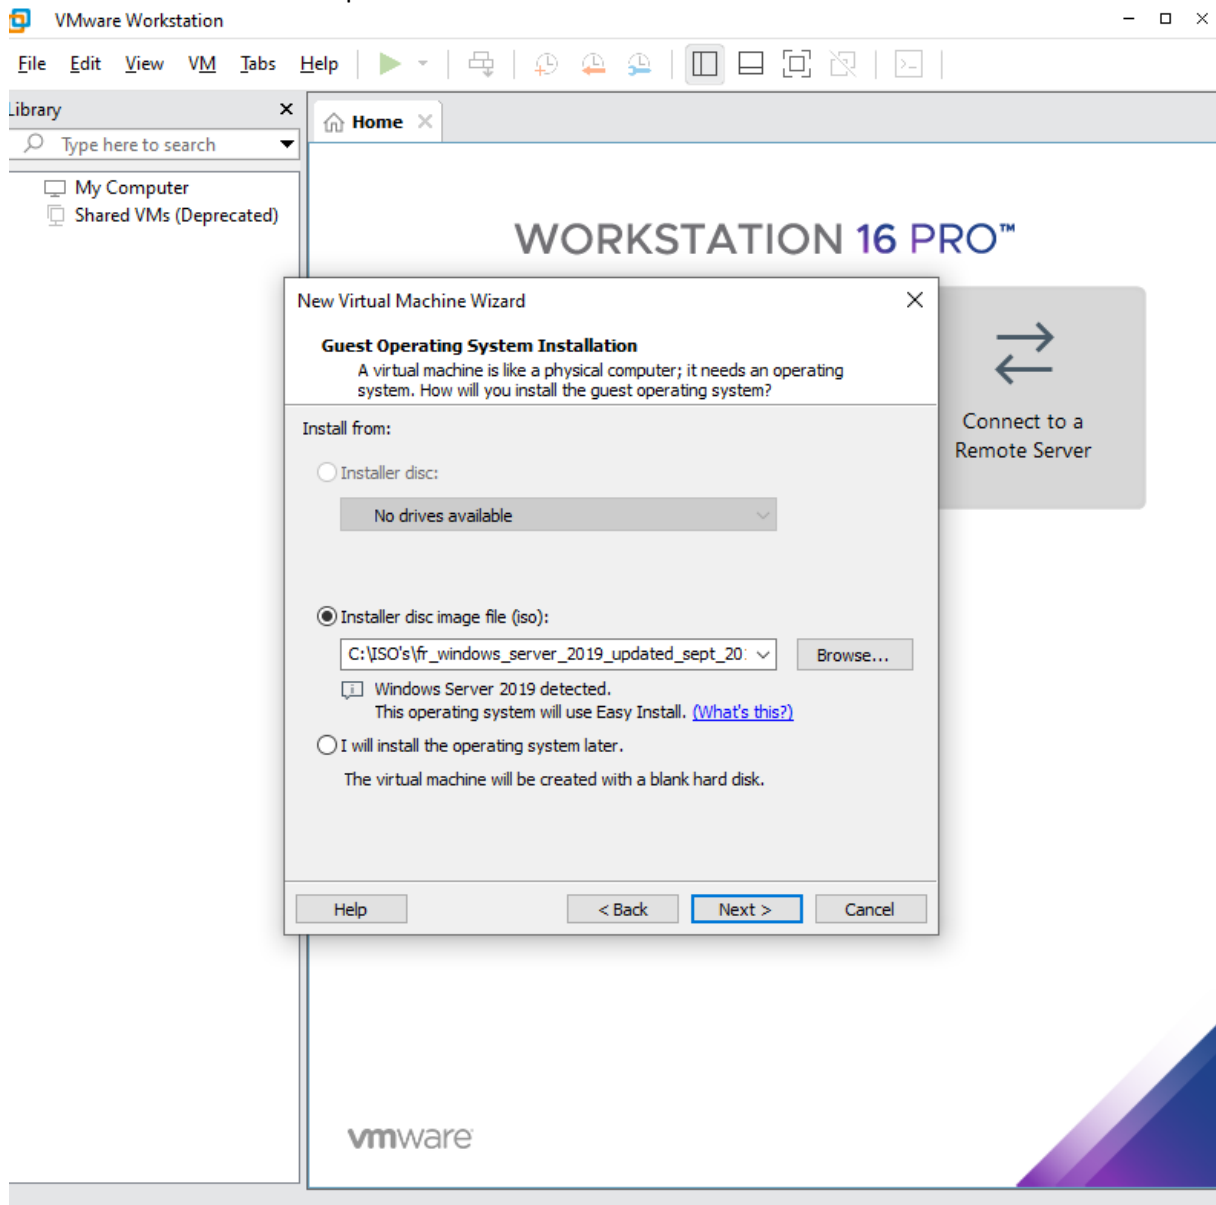 VMware Workstation
File Edit View VM Tabs Help
Library
Type here to search
My Computer
Shared VMs (Deprecated)
Home
WORKSTATION 16 PRO™
New Virtual Machine Wizard
Guest Operating System Installation
A virtual machine is like a physical computer; it needs an operating
system. How will you install the guest operating system?
Install from:
Installer disc:
No drives available
Installer disc image file (iso):
C:\ISO's\fr_windows_server_2019_updated_sept_20
Browse...
Windows Server 2019 detected.
This operating system will use Easy Install. (What's this?)
I will install the operating system later.
The virtual machine will be created with a blank hard disk.
Help
< Back
Next >
Cancel
Connect to a
Remote Server
vmware